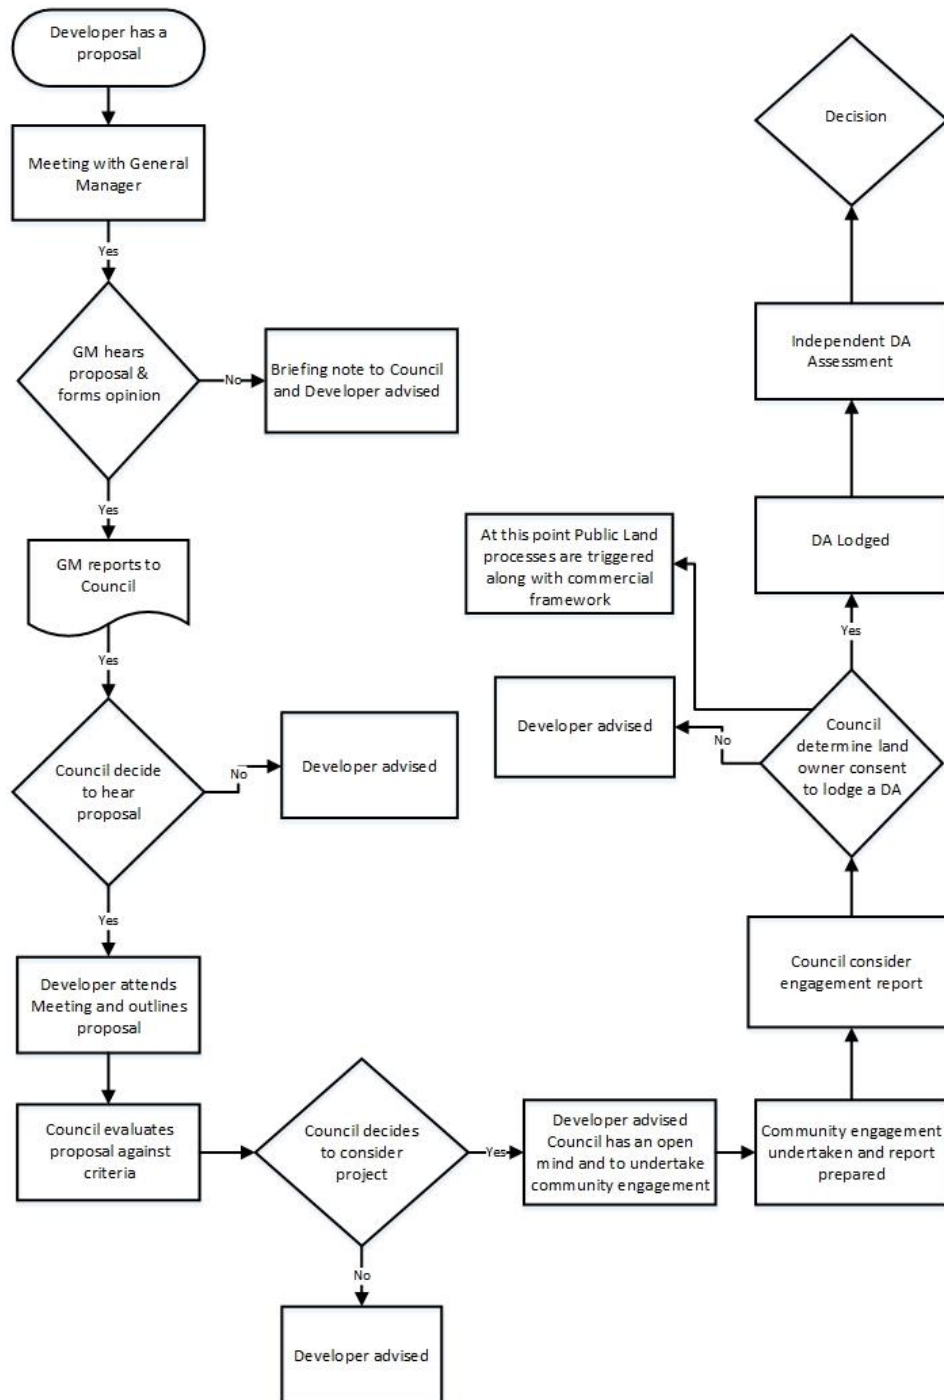 Developer has a
proposal
Meeting with General
Manager
Yes
GM hears
proposal &
forms opinion
No
Briefing note to Council
and Developer advised
Yes
GM reports to
Council
Yes
Council decide
to hear
proposal
No
Developer advised
Yes
Developer attends
Meeting and outlines
proposal
Council evaluates
proposal against
criteria
Council decides
to consider
project
No
Developer advised
Yes
Developer advised
Council has an open
mind and to undertake
community engagement
Community engagement
undertaken and report
prepared
Council consider
engagement report
Council
determine land
owner consent
to lodge a DA
No
Developer advised
At this point Public Land
processes are triggered
along with commercial
framework
Yes
DA Lodged
Independent DA
Assessment
Decision